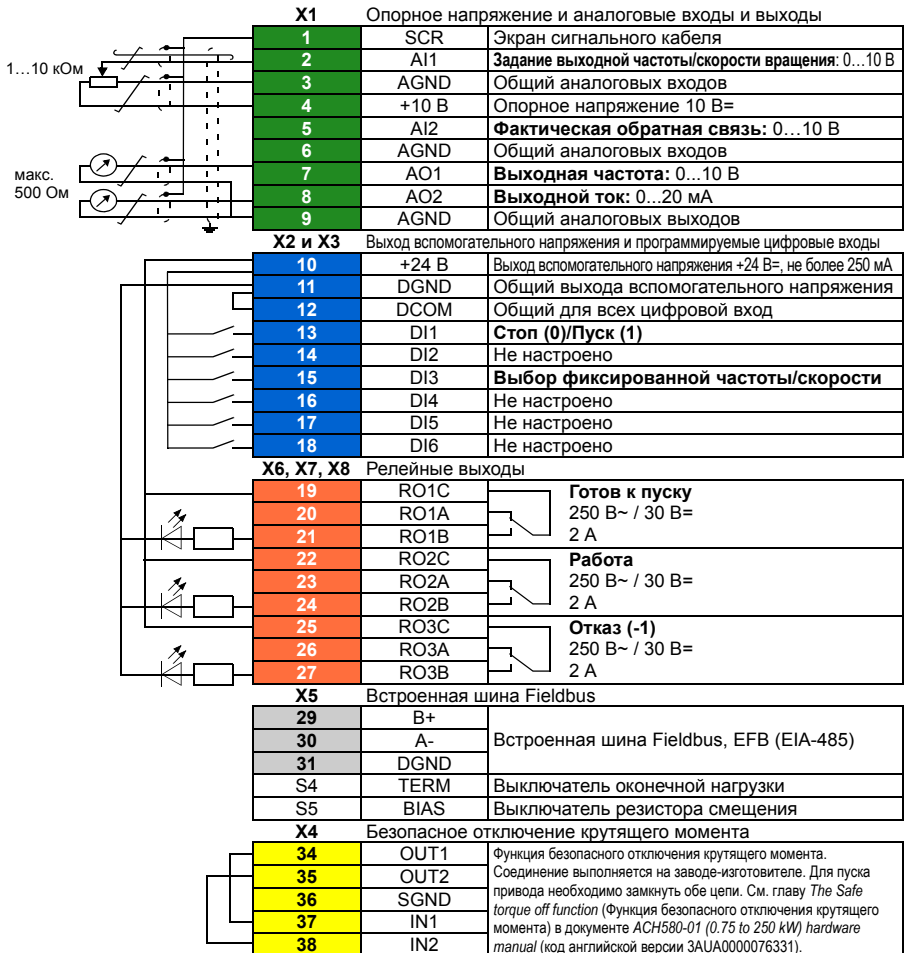 X1 Опорное напряжение и аналоговые входы и выходы
1 SCR Экран сигнального кабеля
2 AI1 Задание выходной частоты/скорости вращения: 0…10 В
1…10 кОм
3 AGND Общий аналоговых входов
4 +10 В Опорное напряжение 10 В=
5 AI2 Фактическая обратная связь: 0…10 В
6 AGND Общий аналоговых входов
7 AO1 Выходная частота: 0...10 В
макс.
500 Ом
8 AO2 Выходной ток: 0...20 мА
9 AGND Общий аналоговых выходов
X2 и X3 Выход вспомогательного напряжения и программируемые цифровые входы
10 +24 В Выход вспомогательного напряжения +24 В=, не более 250 мА
11 DGND Общий выхода вспомогательного напряжения
12 DCOM Общий для всех цифровой вход
13 DI1 Стоп (0)/Пуск (1)
14 DI2 Не настроено
15 DI3 Выбор фиксированной частоты/скорости
16 DI4 Не настроено
17 DI5 Не настроено
18 DI6 Не настроено
X6, X7, X8 Релейные выходы
19 RO1C Готов к пуску
20 RO1A 250 В~ / 30 В=
21 RO1B 2 А
22 RO2C Работа
23 RO2A 250 В~ / 30 В=
24 RO2B 2 А
25 RO3C Отказ (-1)
26 RO3A 250 В~ / 30 В=
27 RO3B 2 А
X5 Встроенная шина Fieldbus
29 B+
30 A- Встроенная шина Fieldbus, EFB (EIA-485)
31 DGND
S4 TERM Выключатель оконечной нагрузки
S5 BIAS Выключатель резистора смещения
X4 Безопасное отключение крутящего момента
34 OUT1 Функция безопасного отключения крутящего момента.
35 OUT2 Соединение выполняется на заводе-изготовителе. Для пуска
36 SGND привода необходимо замкнуть обе цепи. См. главу The Safe
torque off function (Функция безопасного отключения крутящего
37 IN1 момента) в документе ACH580-01 (0.75 to 250 kW) hardware
38 IN2 manual (код английской версии 3AUA0000076331).